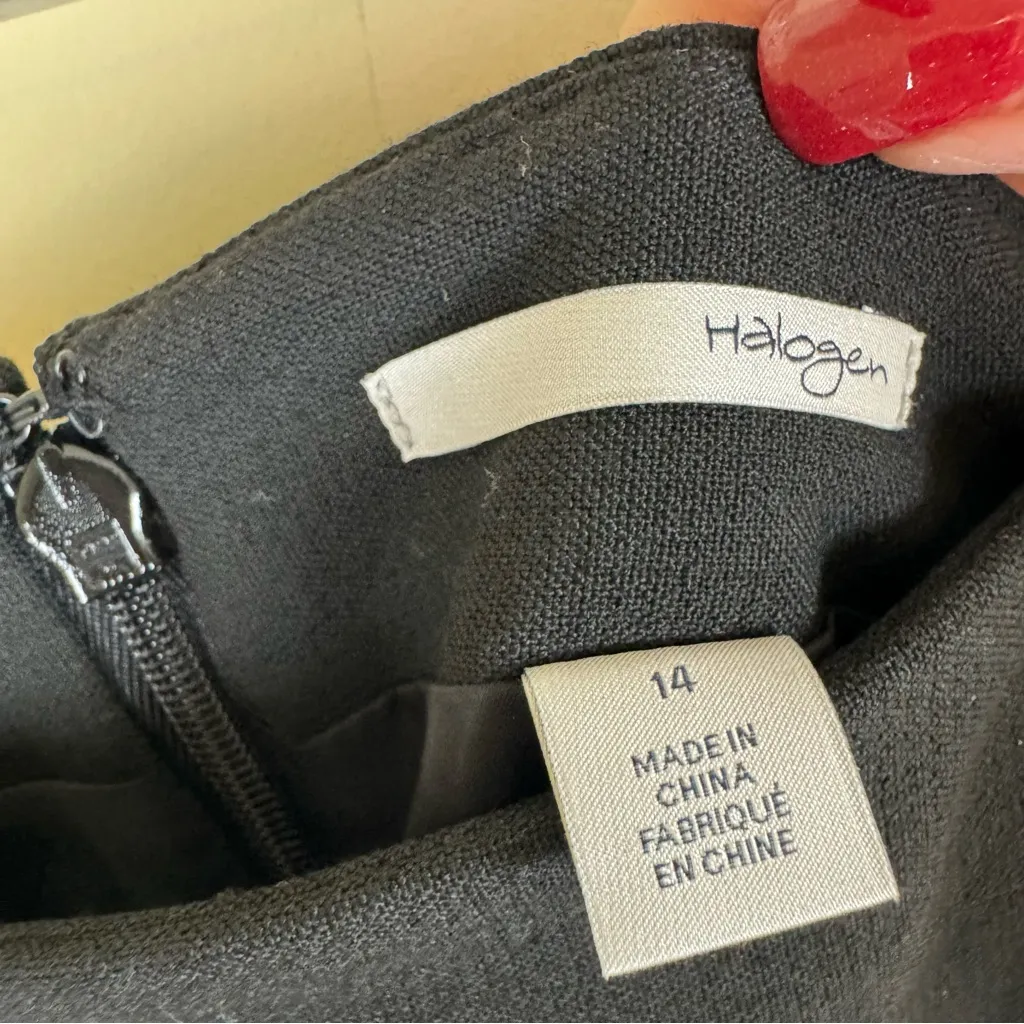 Halogen
14
MADE IN
CHINA
FABRIQUÉ
EN CHINE